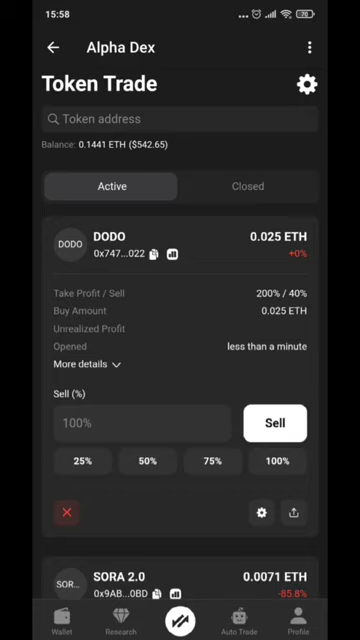 15:58
76
Alpha Dex
Token Trade
Token address
Balance: 0.1441 ETH ($542.65)
Active Closed
DODO DODO 0.025 ETH
0x747...022 +0%
Take Profit / Sell 200% / 40%
Buy Amount 0.025 ETH
Unrealized Profit
Opened less than a minute
More details
Sell (%)
100% Sell
25% 50% 75% 100%
SOR... SORA 2.0 0.0071 ETH
0x9AB...0BD -85.8%
Wallet Research Auto Trade Profile